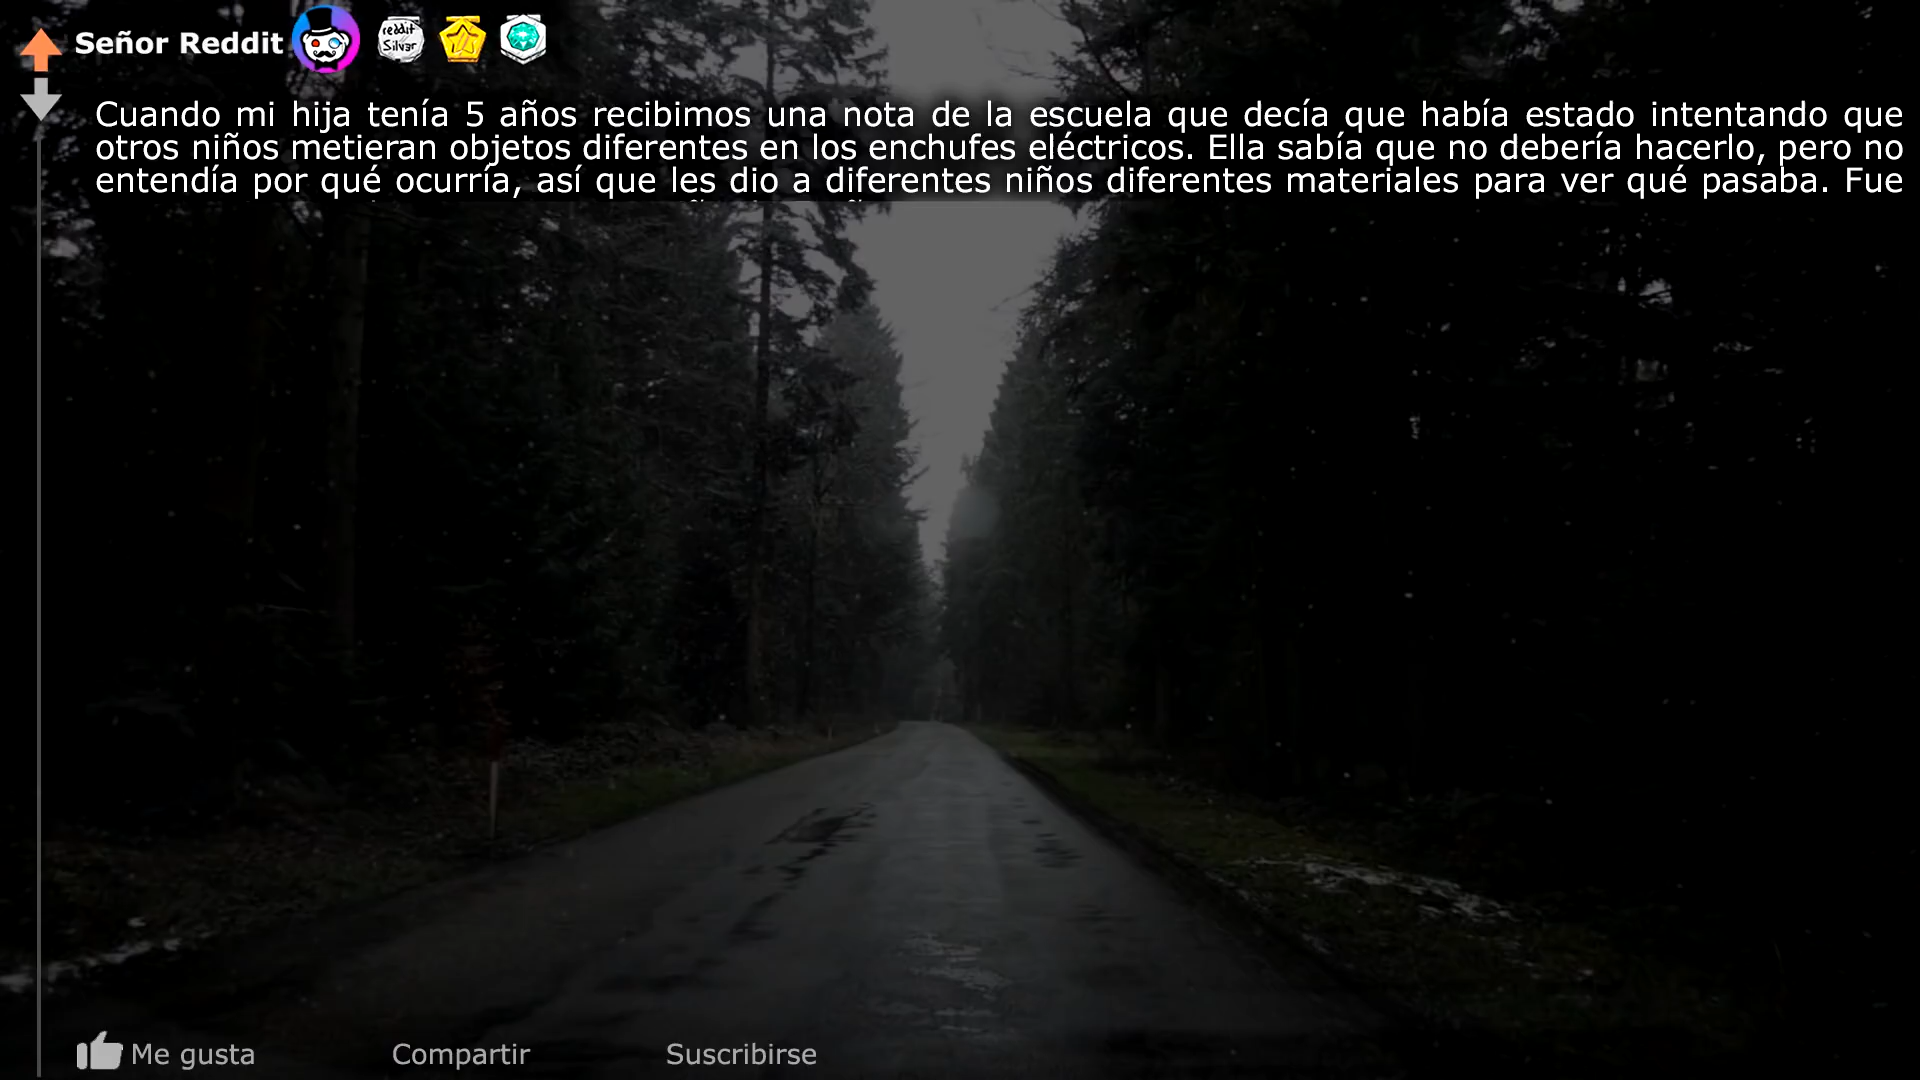 Señor Reddit
reddit
Silver
Cuando mi hija tenía 5 años recibimos una nota de la escuela que decía que había estado intentando que
otros niños metieran objetos diferentes en los enchufes eléctricos. Ella sabía que no debería hacerlo, pero no
entendía por qué ocurría, así que les dio a diferentes niños diferentes materiales para ver qué pasaba. Fue
Me gusta
Compartir
Suscribirse